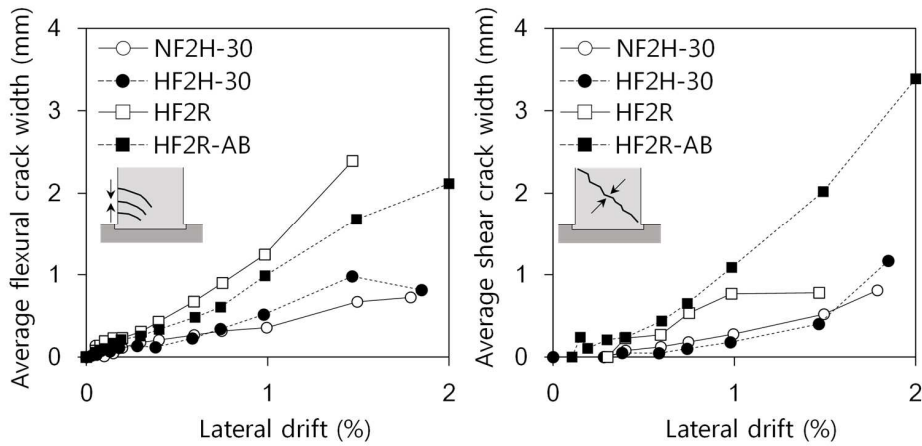 Average flexural crack width (mm)
4
3
2
1
0
NF2H-30
HF2H-30
HF2R
HF2R-AB
0
1
2
Lateral drift (%)
Average shear crack width (mm)
4
3
2
1
0
NF2H-30
HF2H-30
HF2R
HF2R-AB
0
1
2
Lateral drift (%)